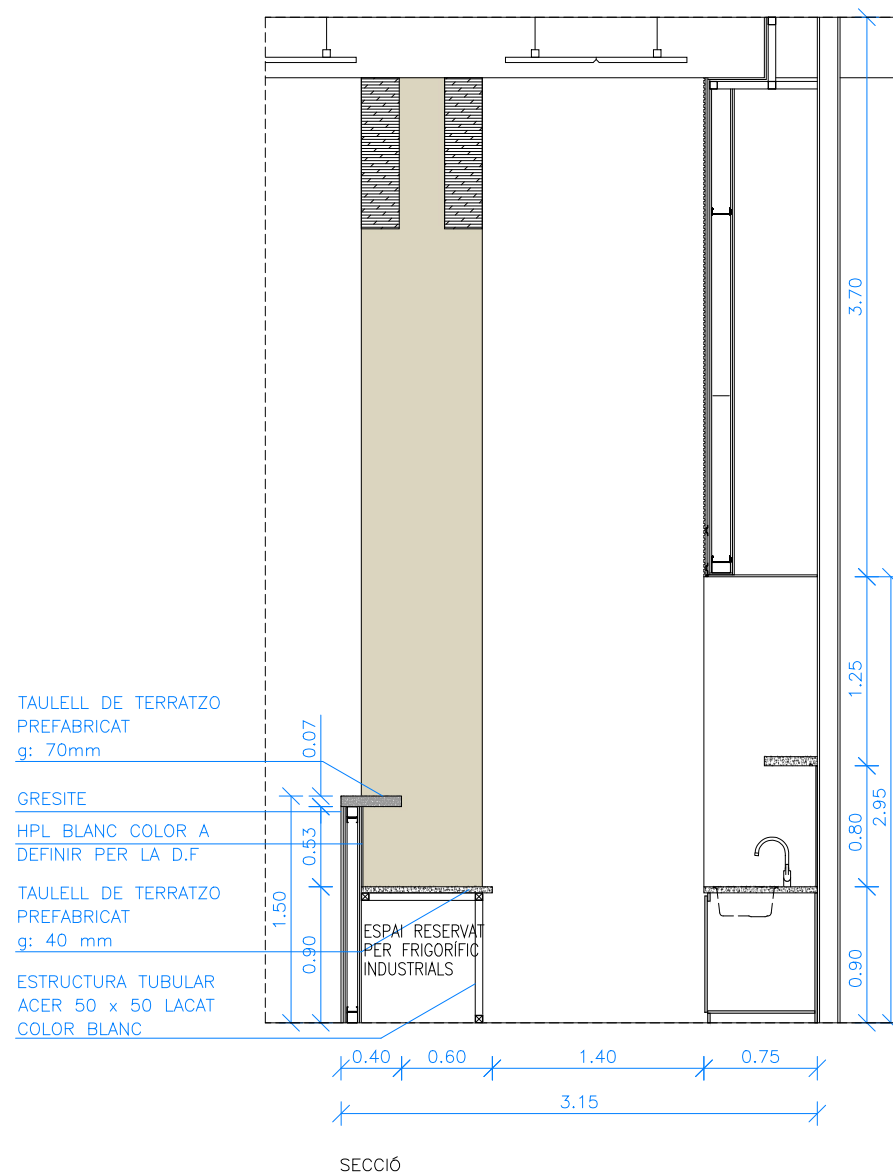 3.70
TAULELL DE TERRATZO
PREFABRICAT
g: 70mm
0.07
1.25
GRESITE
HPL BLANC COLOR A
DEFINIR PER LA D.F
0.53
0.80
2.95
TAULELL DE TERRATZO
PREFABRICAT
g: 40 mm
1.50
0.90
ESPAI RESERVAT
PER FRIGORÍFIC
INDUSTRIALS
0.90
ESTRUCTURA TUBULAR
ACER 50 x 50 LACAT
COLOR BLANC
0.40 0.60 1.40 0.75
3.15
SECCIÓ